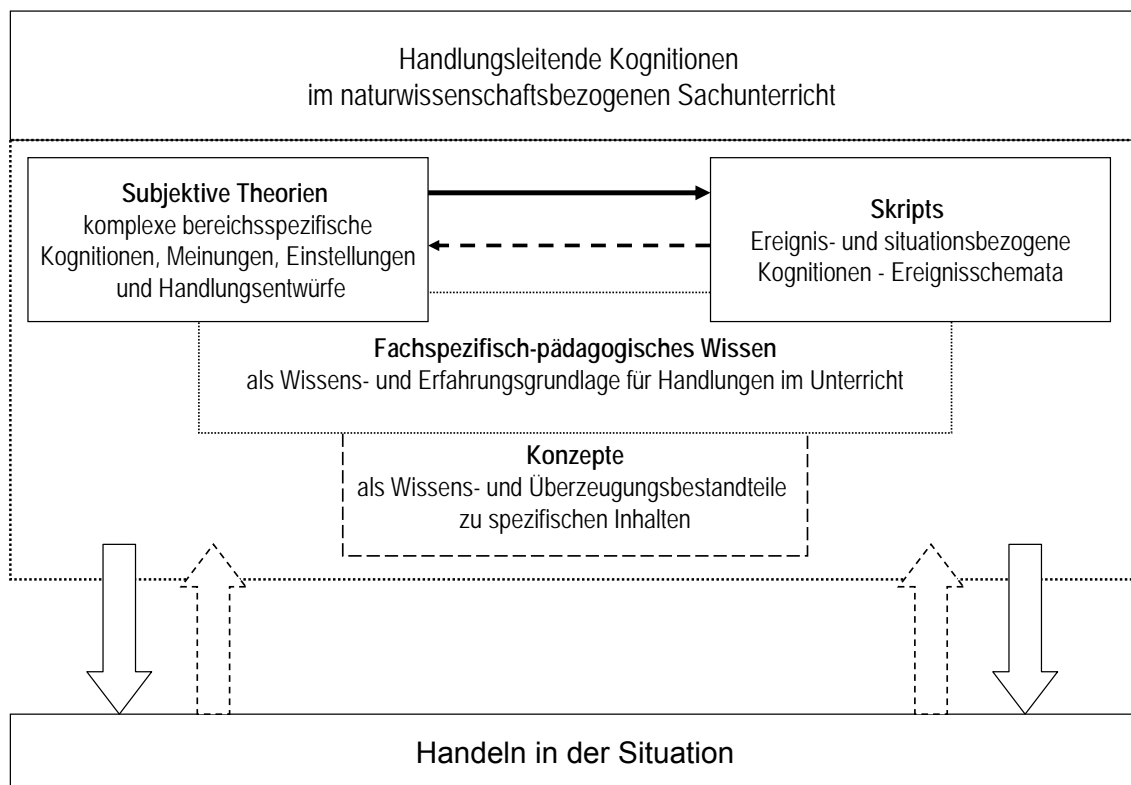 Handlungsleitende Kognitionen
im naturwissenschaftsbezogenen Sachunterricht
Subjektive Theorien
komplexe bereichsspezifische
Kognitionen, Meinungen, Einstellungen
und Handlungsentwürfe
Skripts
Ereignis- und situationsbezogene
Kognitionen - Ereignisschemata
Fachspezifisch-pädagogisches Wissen
als Wissens- und Erfahrungsgrundlage für Handlungen im Unterricht
Konzepte
als Wissens- und Überzeugungsbestandteile
zu spezifischen Inhalten
Handeln in der Situation